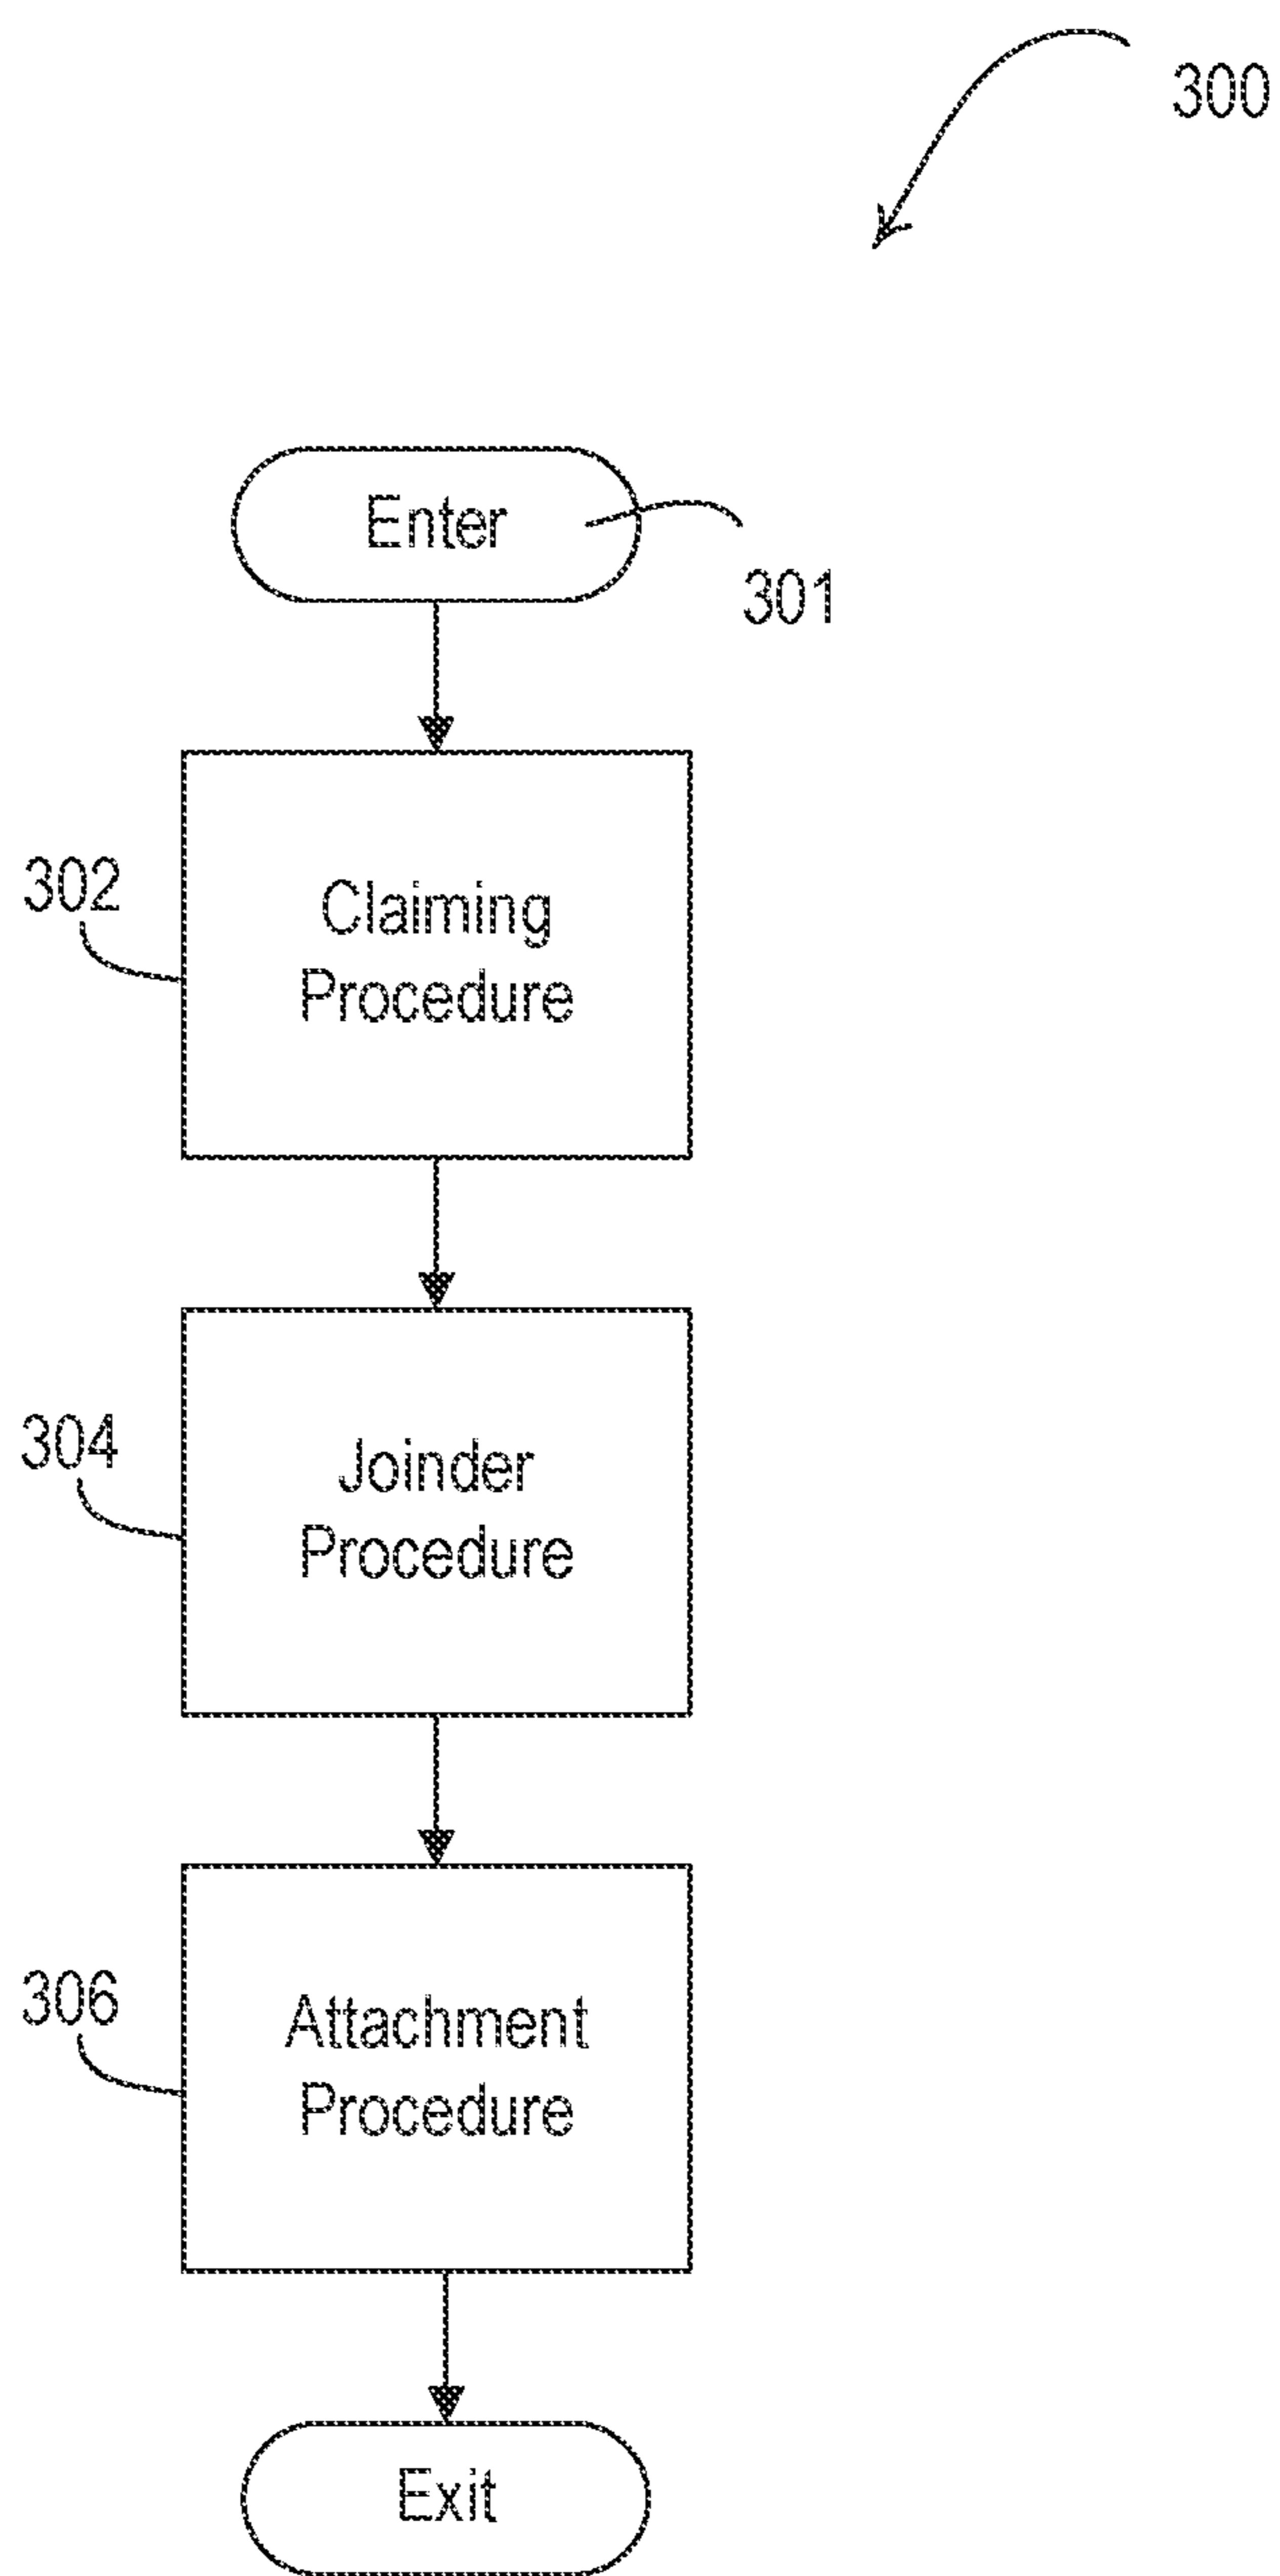 300
Enter
301
302
Claiming
Procedure
304
Joinder
Procedure
306
Attachment
Procedure
Exit